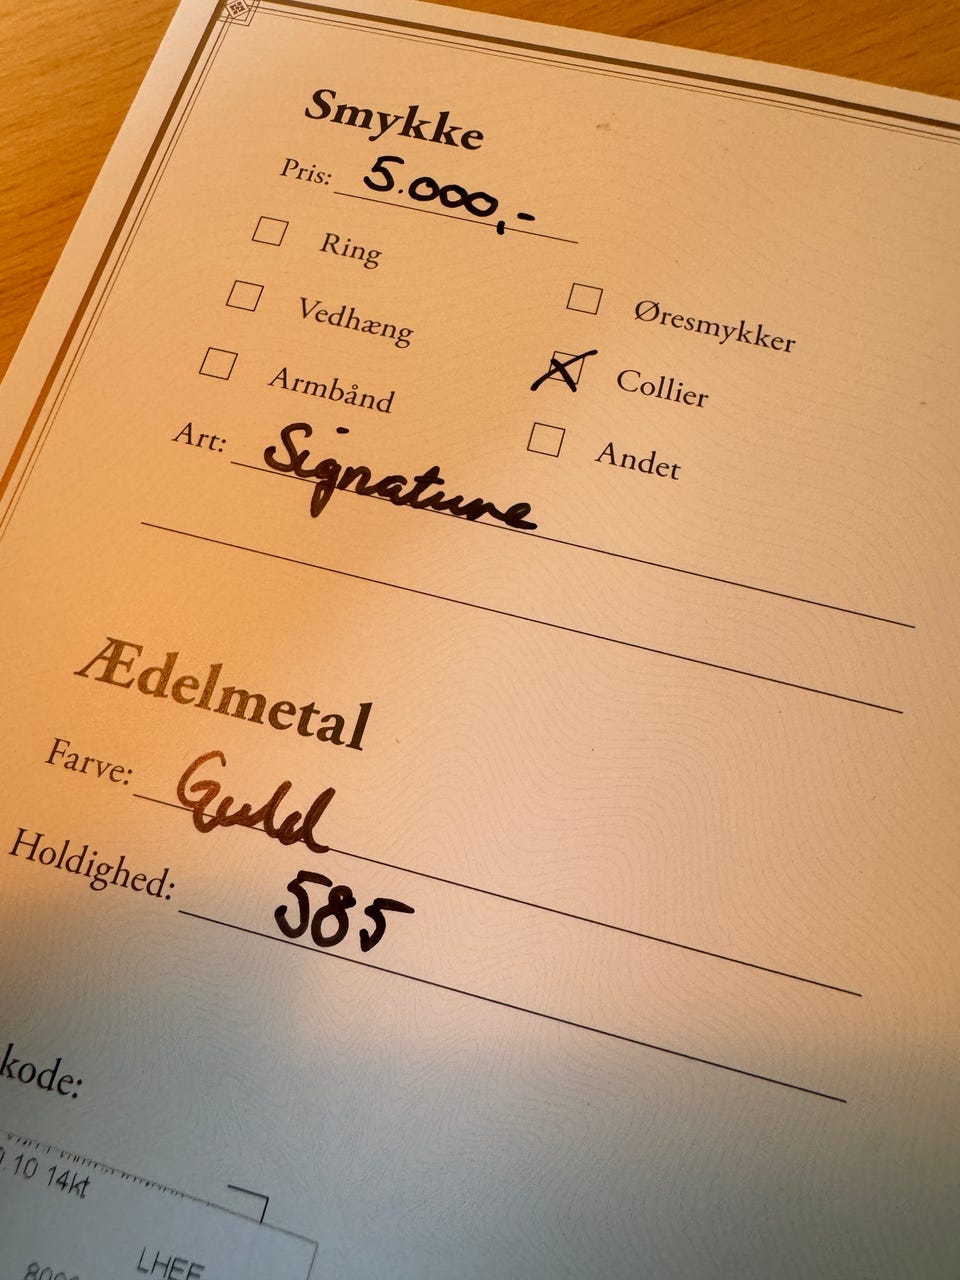 Smykke
Pris: 5.000,-
Ring
Øresmykker
Vedhæng
Collier
Armbånd
Andet
Art: Signature
Ædelmetal
Farve: Guld
Holdighed: 585
kode:
.10 14kt
LHEE